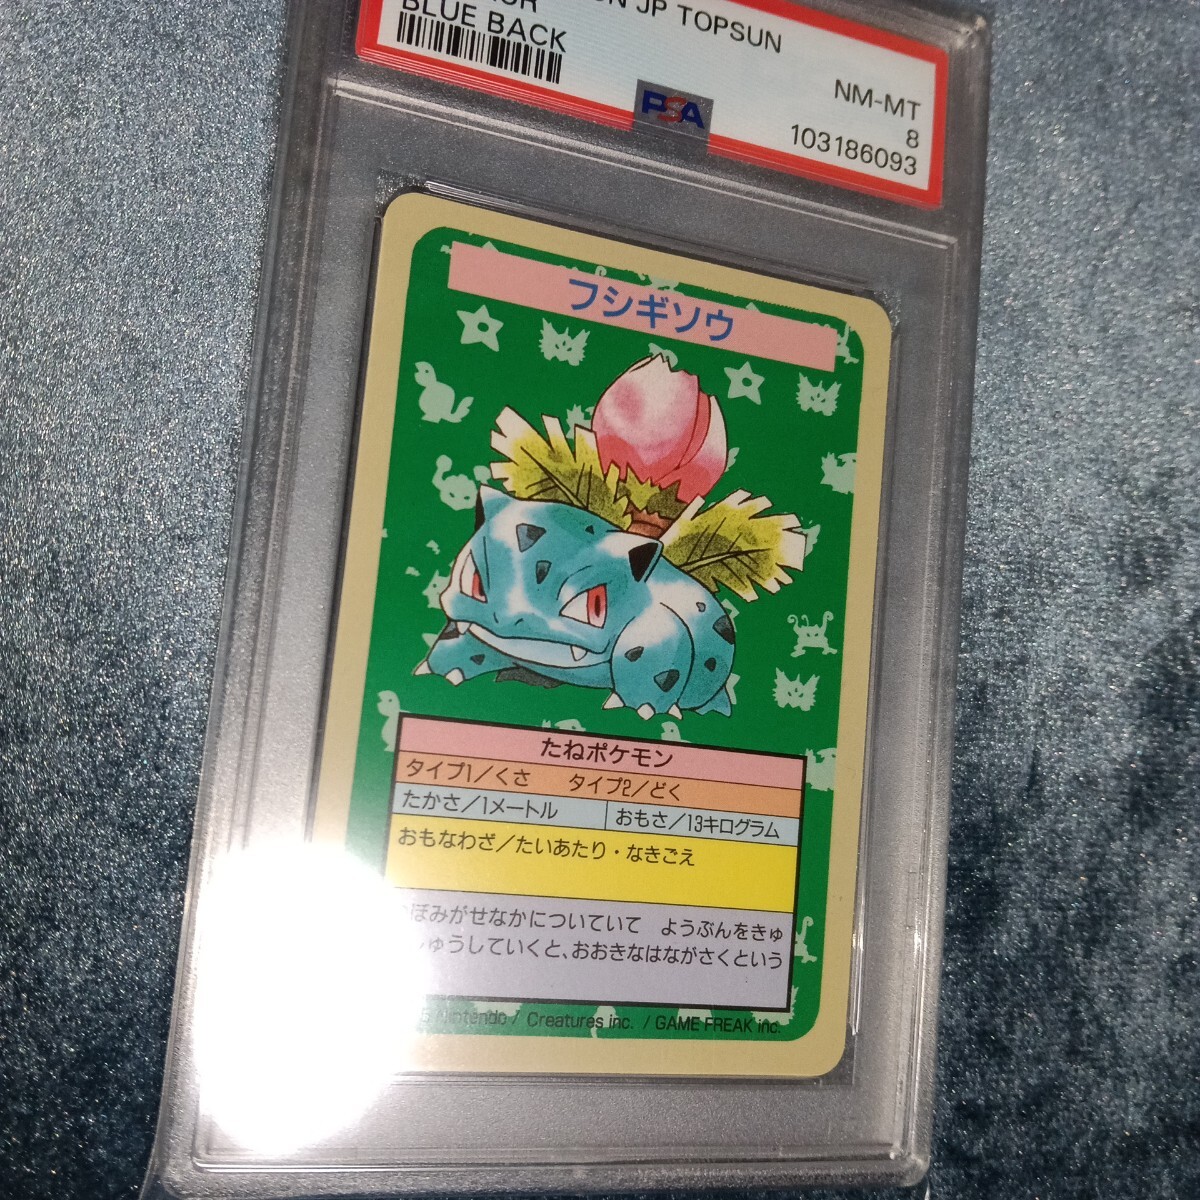 JP TOPSUN
BLUE BACK
NM-MT
PSA
8
103186093
フシギソウ
たねポケモン
タイプ1/くさ タイプ2/どく
たかさ/1メートル おもさ/13キログラム
おもなわざ/たいあたり・なきごえ
ぼみがせなかについていて ようぶんをきゅ
ゅうしていくと、おおきなはながさくという
Nintendo / Creatures inc. / GAME FREAK inc.